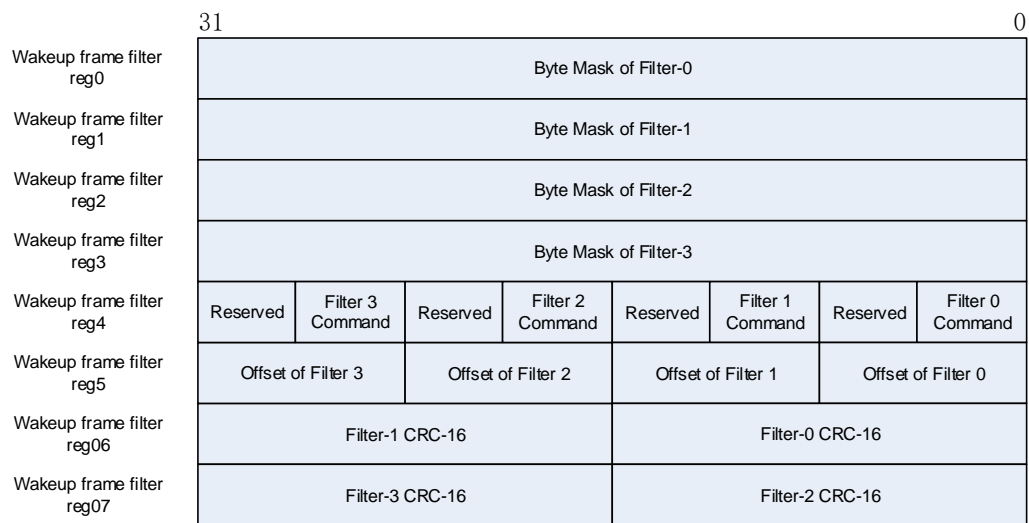 31 0
Wakeup frame filter
reg0
Byte Mask of Filter-0
Wakeup frame filter
reg1
Byte Mask of Filter-1
Wakeup frame filter
reg2
Byte Mask of Filter-2
Wakeup frame filter
reg3
Byte Mask of Filter-3
Wakeup frame filter
reg4
Reserved
Filter 3
Command
Reserved
Filter 2
Command
Reserved
Filter 1
Command
Reserved
Filter 0
Command
Wakeup frame filter
reg5
Offset of Filter 3
Offset of Filter 2
Offset of Filter 1
Offset of Filter 0
Wakeup frame filter
reg06
Filter-1 CRC-16
Filter-0 CRC-16
Wakeup frame filter
reg07
Filter-3 CRC-16
Filter-2 CRC-16